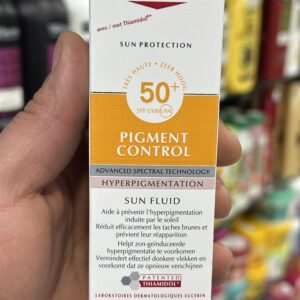 avec / met Thiamidol®*
SUN PROTECTION
TRÈS HAUTE • ZEER HOOG
50+
SPF UVB UVA
PIGMENT
CONTROL
ADVANCED SPECTRAL TECHNOLOGY
HYPERPIGMENTATION
SUN FLUID
Aide à prévenir l'hyperpigmentation
induite par le soleil
Réduit efficacement les taches brunes et
prévient leur réapparition
Helpt zon-geïnduceerde
hyperpigmentatie te voorkomen
Vermindert effectief donkere vlekken en
voorkomt dat ze opnieuw verschijnen
PATENTED
THIAMIDOL®
LABORATOIRES DERMATOLOGIQUES EUCERIN